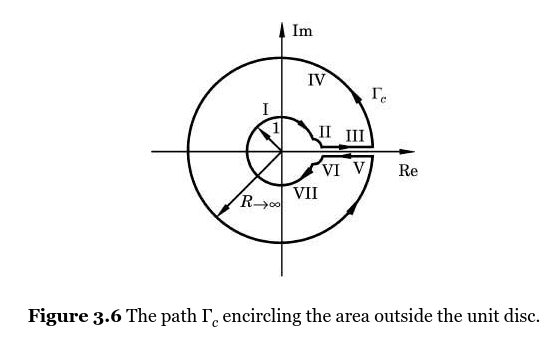 Im
IV
Γc
I
1
II III
VI V Re
R→∞ VII
Figure 3.6 The path Γc encircling the area outside the unit disc.